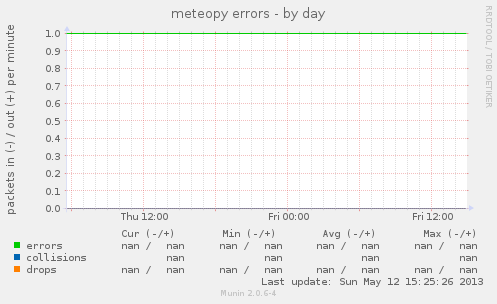 meteopy errors - by day
RRDTOOL / TOBI OETIKER
packets in (-) / out (+) per minute
1.0
0.9
0.8
0.7
0.6
0.5
0.4
0.3
0.2
0.1
0.0
Thu 12:00 Fri 00:00 Fri 12:00
Cur (-/+) Min (-/+) Avg (-/+) Max (-/+)
errors nan / nan nan / nan nan / nan nan / nan
collisions nan nan nan nan
drops nan / nan nan / nan nan / nan nan / nan
Last update: Sun May 12 15:25:26 2013
Munin 2.0.6-4